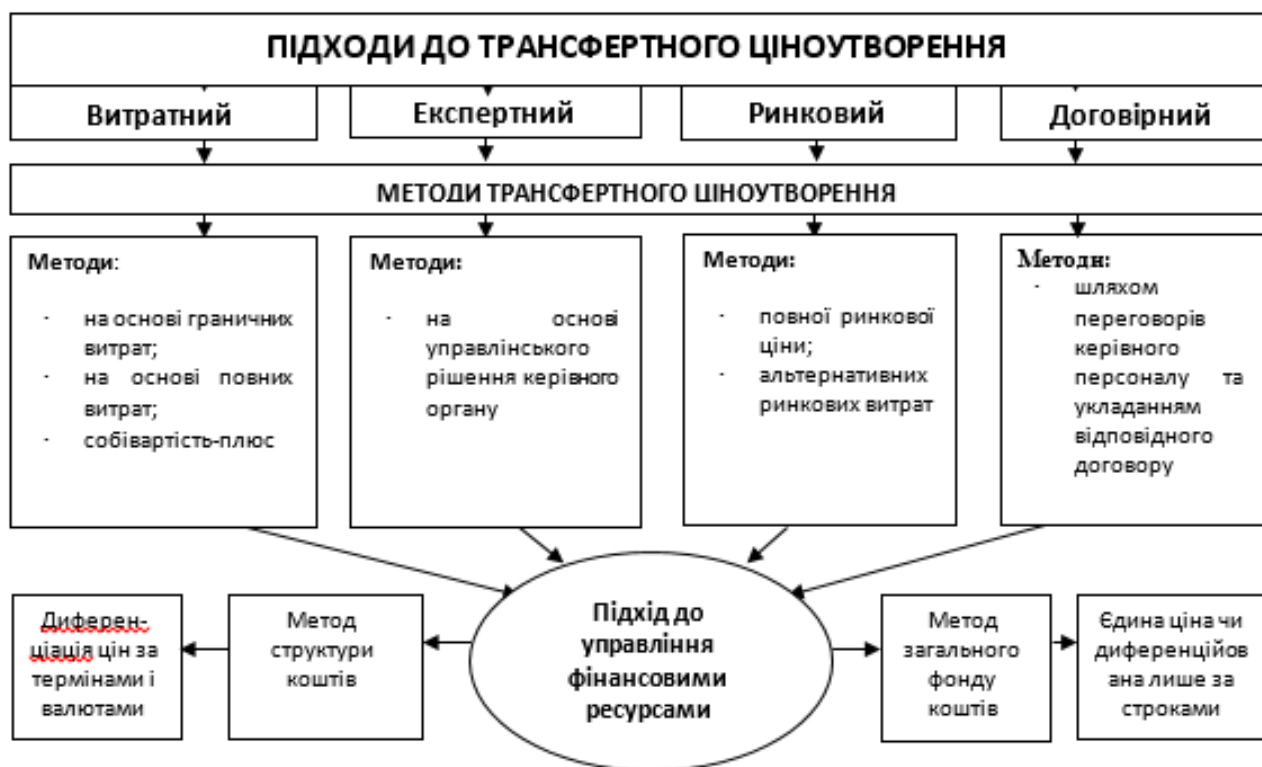 ПІДХОДИ ДО ТРАНСФЕРТНОГО ЦІНОУТВОРЕННЯ
Витратний
Експертний
Ринковий
Договірний
МЕТОДИ ТРАНСФЕРТНОГО ЦІНОУТВОРЕННЯ
Методи:
- на основі граничних
витрат;
- на основі повних
витрат;
- собівартість-плюс
Методи:
- на основі
управлінського
рішення керівного
органу
Методи:
- повної ринкової
ціни;
- альтернативних
ринкових витрат
Методи:
- шляхом
переговорів
керівного
персоналу та
укладанням
відповідного
договору
Диферен-
ціація цін за
термінами і
валютами
Метод
структури
коштів
Підхід до
управління
фінансовими
ресурсами
Метод
загального
фонду
коштів
Єдина ціна чи
диференційов
ана лише за
строками